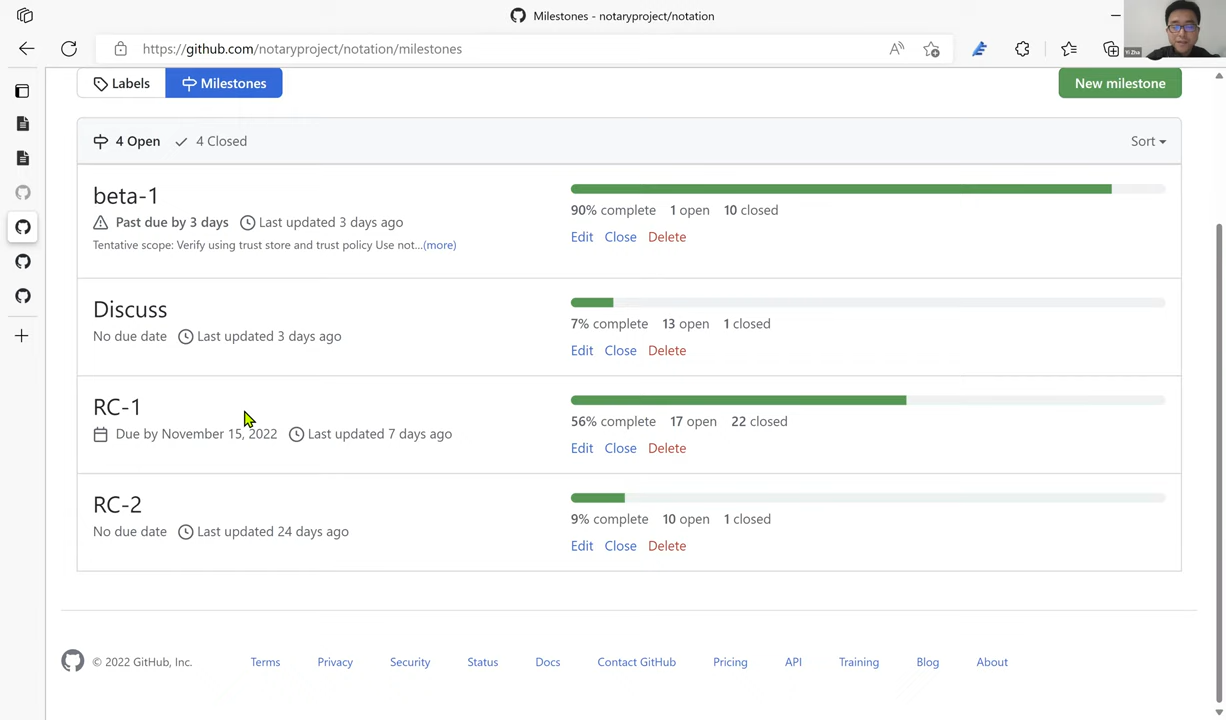 Milestones - notaryproject/notation
https://github.com/notaryproject/notation/milestones
Yi Zha
Labels
Milestones
New milestone
4 Open
4 Closed
Sort
beta-1
Past due by 3 days
Last updated 3 days ago
Tentative scope: Verify using trust store and trust policy Use not...(more)
90% complete 1 open 10 closed
Edit Close Delete
Discuss
No due date
Last updated 3 days ago
7% complete 13 open 1 closed
Edit Close Delete
RC-1
Due by November 15, 2022
Last updated 7 days ago
56% complete 17 open 22 closed
Edit Close Delete
RC-2
No due date
Last updated 24 days ago
9% complete 10 open 1 closed
Edit Close Delete
© 2022 GitHub, Inc.
Terms
Privacy
Security
Status
Docs
Contact GitHub
Pricing
API
Training
Blog
About